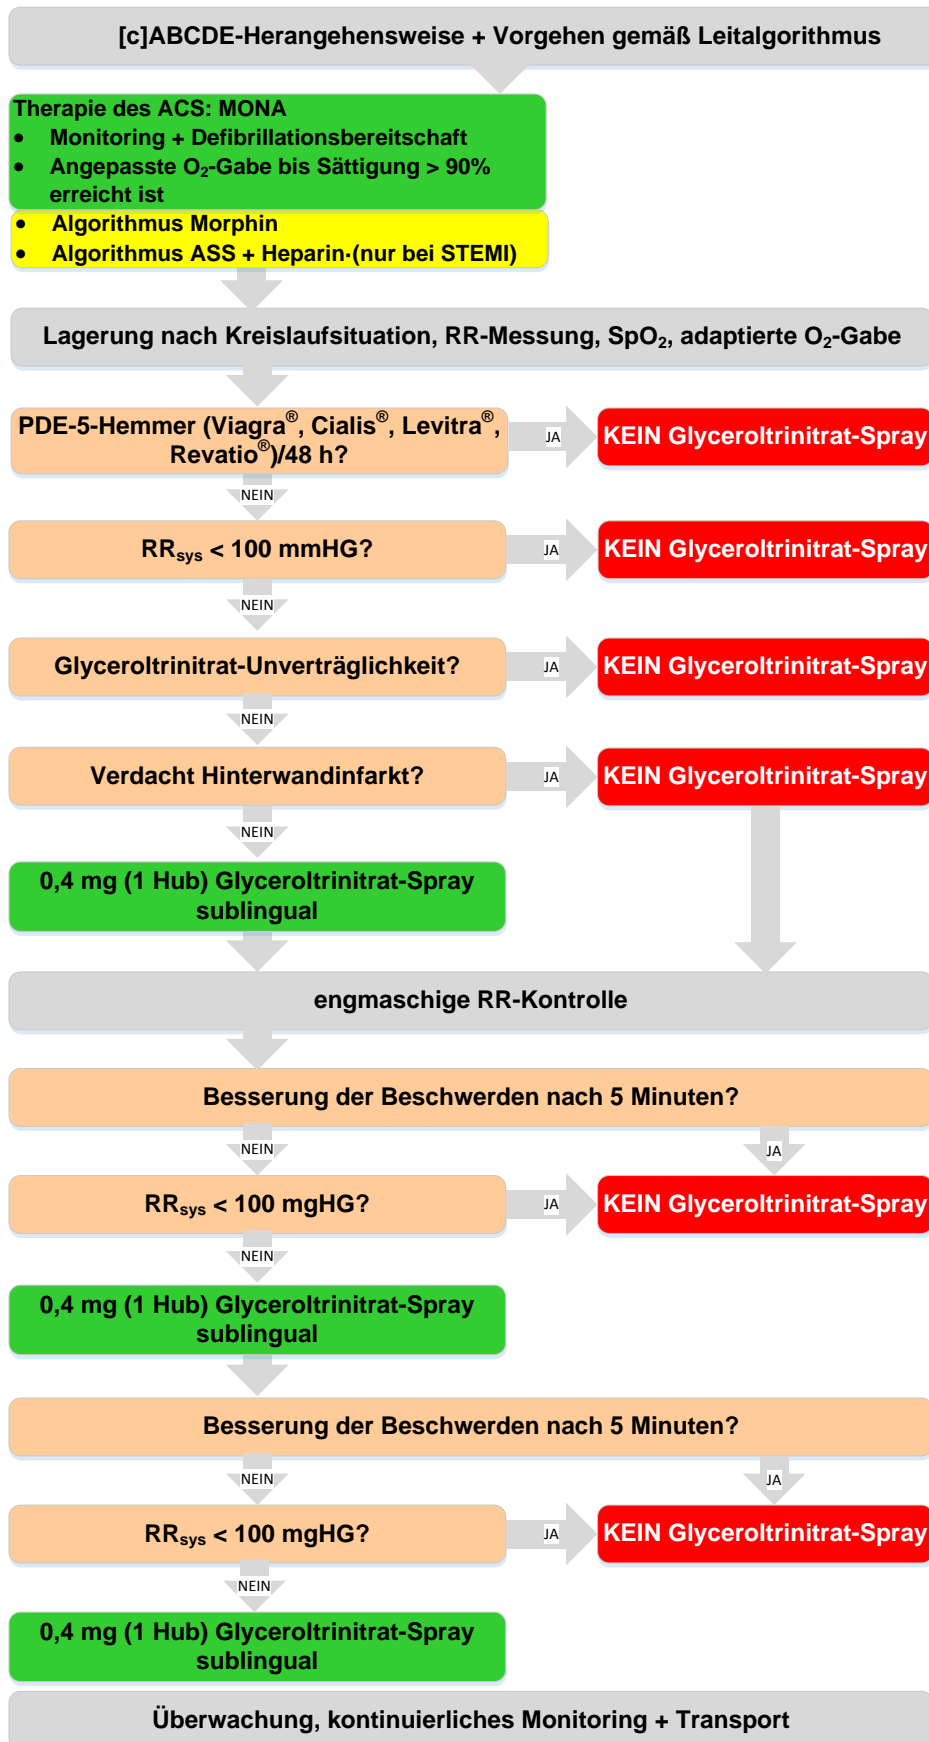 [c]ABCDE-Herangehensweise + Vorgehen gemäß Leitalgorithmus
Therapie des ACS: MONA
• Monitoring + Defibrillationsbereitschaft
• Angepasste O₂-Gabe bis Sättigung > 90%
erreicht ist
• Algorithmus Morphin
• Algorithmus ASS + Heparin·(nur bei STEMI)
Lagerung nach Kreislaufsituation, RR-Messung, SpO₂, adaptierte O₂-Gabe
PDE-5-Hemmer (Viagra®, Cialis®, Levitra®,
Revatio®)/48 h?
JA
KEIN Glyceroltrinitrat-Spray
NEIN
RRsys < 100 mmHG?
JA
KEIN Glyceroltrinitrat-Spray
NEIN
Glyceroltrinitrat-Unverträglichkeit?
JA
KEIN Glyceroltrinitrat-Spray
NEIN
Verdacht Hinterwandinfarkt?
JA
KEIN Glyceroltrinitrat-Spray
NEIN
0,4 mg (1 Hub) Glyceroltrinitrat-Spray
sublingual
engmaschige RR-Kontrolle
Besserung der Beschwerden nach 5 Minuten?
NEIN
JA
RRsys < 100 mgHG?
JA
KEIN Glyceroltrinitrat-Spray
NEIN
0,4 mg (1 Hub) Glyceroltrinitrat-Spray
sublingual
Besserung der Beschwerden nach 5 Minuten?
NEIN
JA
RRsys < 100 mgHG?
JA
KEIN Glyceroltrinitrat-Spray
NEIN
0,4 mg (1 Hub) Glyceroltrinitrat-Spray
sublingual
Überwachung, kontinuierliches Monitoring + Transport